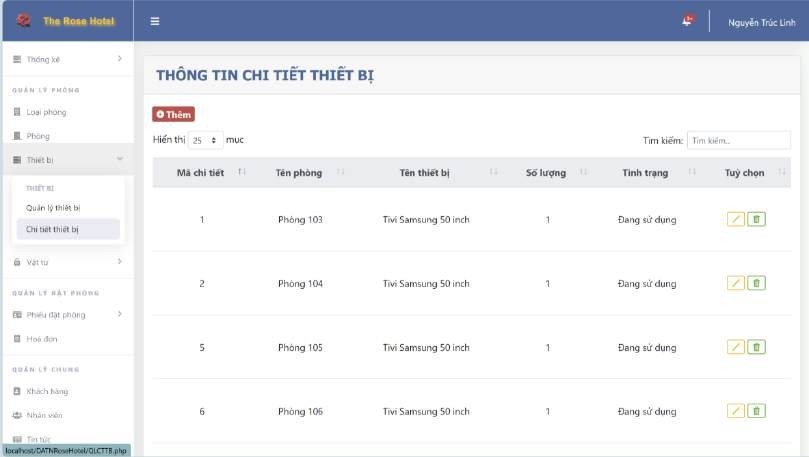 The Rose Hotel
9+
Nguyễn Trúc Linh
Thống kê
QUẢN LÝ PHÒNG
Loại phòng
Phòng
Thiết bị
THIẾT BỊ
Quản lý thiết bị
Chi tiết thiết bị
Vật tư
QUẢN LÝ ĐẶT PHÒNG
Phiếu đặt phòng
Hoá đơn
QUẢN LÝ CHUNG
Khách hàng
Nhân viên
Tin tức
localhost/DATNRoseHotel/QLCTTB.php
THÔNG TIN CHI TIẾT THIẾT BỊ
Thêm
Hiển thị 25 mục
Tìm kiếm: Tìm kiếm..
Mã chi tiết Tên phòng Tên thiết bị Số lượng Tình trạng Tuỳ chọn
1 Phòng 103 Tivi Samsung 50 inch 1 Đang sử dụng
2 Phòng 104 Tivi Samsung 50 inch 1 Đang sử dụng
5 Phòng 105 Tivi Samsung 50 inch 1 Đang sử dụng
6 Phòng 106 Tivi Samsung 50 inch 1 Đang sử dụng